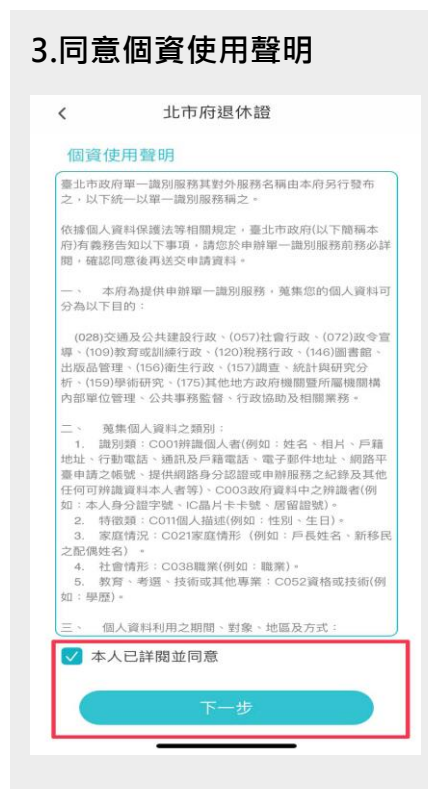 3.同意個資使用聲明
北市府退休證
個資使用聲明
臺北市政府單一識別服務其對外服務名稱由本府另行發布
之，以下統一以單一識別服務稱之。
依據個人資料保護法等相關規定，臺北市政府(以下簡稱本
府)有義務告知以下事項，請您於申辦單一識別服務前務必詳
閱，確認同意後再送交申請資料。
一、 本府為提供申辦單一識別服務，蒐集您的個人資料可
分為以下目的：
(028)交通及公共建設行政、(057)社會行政、(072)政令宣
導、(109)教育或訓練行政、(120)稅務行政、(146)圖書館、
出版品管理、(156)衛生行政、(157)調查、統計與研究分
析、(159)學術研究、(175)其他地方政府機關暨所屬機關構
內部單位管理、公共事務監督、行政協助及相關業務。
二、 蒐集個人資料之類別：
1. 識別類：C001辨識個人者(例如：姓名、相片、戶籍
地址、行動電話、通訊及戶籍電話、電子郵件地址、網路平
臺申請之帳號、提供網路身分認證或申辦服務之紀錄及其他
任何可辨識資料本人者等)、C003政府資料中之辨識者(例
如：本人身分證字號、IC晶片卡卡號、居留證號)。
2. 特徵類：C011個人描述(例如：性別、生日)。
3. 家庭情況：C021家庭情形（例如：戶長姓名、新移民
之配偶姓名）。
4. 社會情形：C038職業(例如：職業)。
5. 教育、考選、技術或其他專業：C052資格或技術(例
如：學歷)。
三、 個人資料利用之期間、對象、地區及方式：
本人已詳閱並同意
下一步